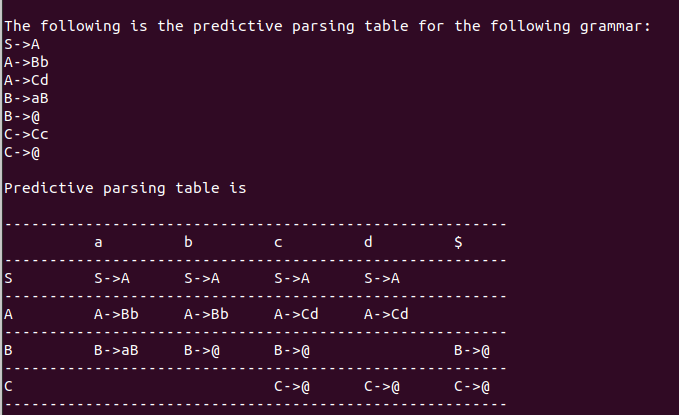 The following is the predictive parsing table for the following grammar:
S->A
A->Bb
A->Cd
B->aB
B->@
C->Cc
C->@
Predictive parsing table is
--------------------------------------------------------
a b c d $
--------------------------------------------------------
S S->A S->A S->A S->A
--------------------------------------------------------
A A->Bb A->Bb A->Cd A->Cd
--------------------------------------------------------
B B->aB B->@ B->@ B->@
--------------------------------------------------------
C C->@ C->@ C->@
--------------------------------------------------------